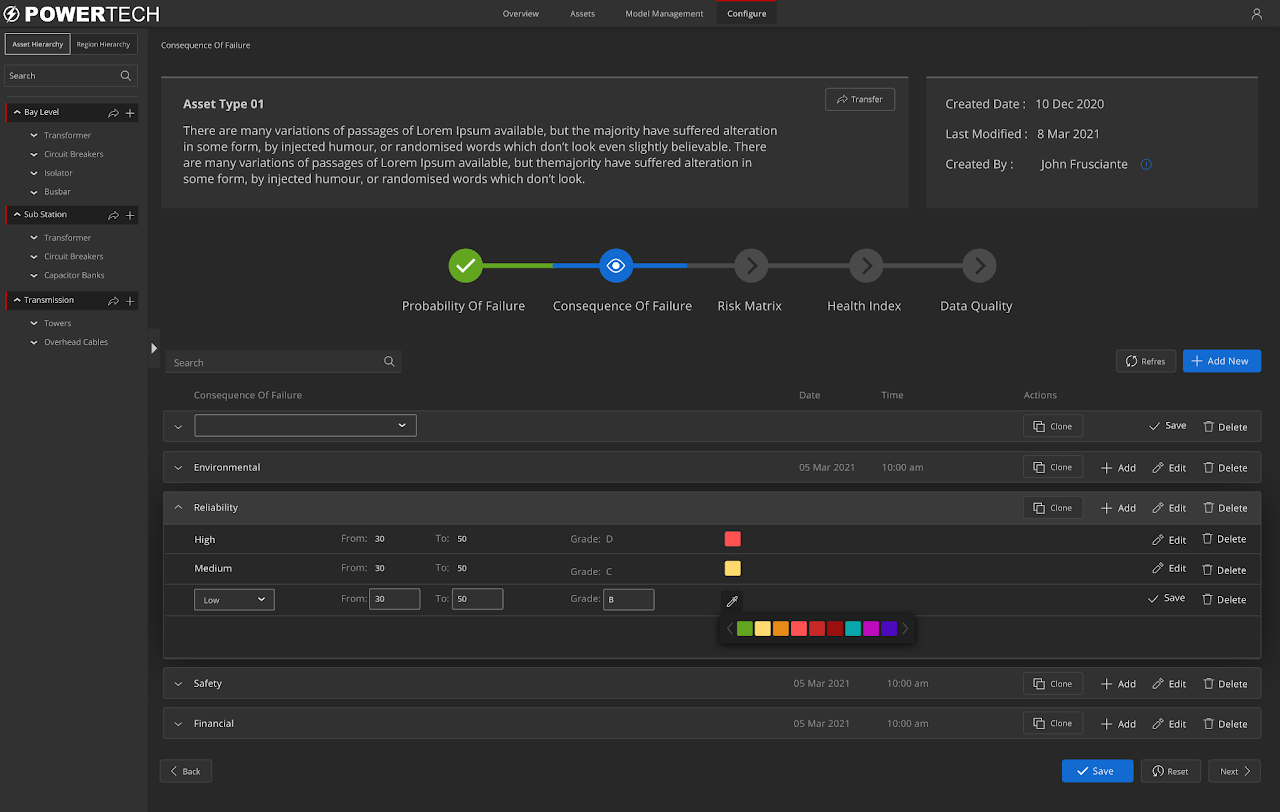 POWERTECH
Overview Assets Model Management Configure
Asset Hierarchy Region Hierarchy
Search
Bay Level
Transformer
Circuit Breakers
Isolator
Busbar
Sub Station
Transformer
Circuit Breakers
Capacitor Banks
Transmission
Towers
Overhead Cables
Consequence Of Failure
Asset Type 01
Transfer
There are many variations of passages of Lorem Ipsum available, but the majority have suffered alteration
in some form, by injected humour, or randomised words which don't look even slightly believable. There
are many variations of passages of Lorem Ipsum available, but themajority have suffered alteration in
some form, by injected humour, or randomised words which don't look.
Created Date : 10 Dec 2020
Last Modified : 8 Mar 2021
Created By : John Frusciante
Probability Of Failure Consequence Of Failure Risk Matrix Health Index Data Quality
Search
Refres Add New
Consequence Of Failure Date Time Actions
Clone Save Delete
Environmental 05 Mar 2021 10:00 am Clone Add Edit Delete
Reliability Clone Add Edit Delete
High From: 30 To: 50 Grade: D Edit Delete
Medium From: 30 To: 50 Grade: C Edit Delete
Low From: 30 To: 50 Grade: B Save Delete
Safety 05 Mar 2021 10:00 am Clone Add Edit Delete
Financial 05 Mar 2021 10:00 am Clone Add Edit Delete
Back Save Reset Next